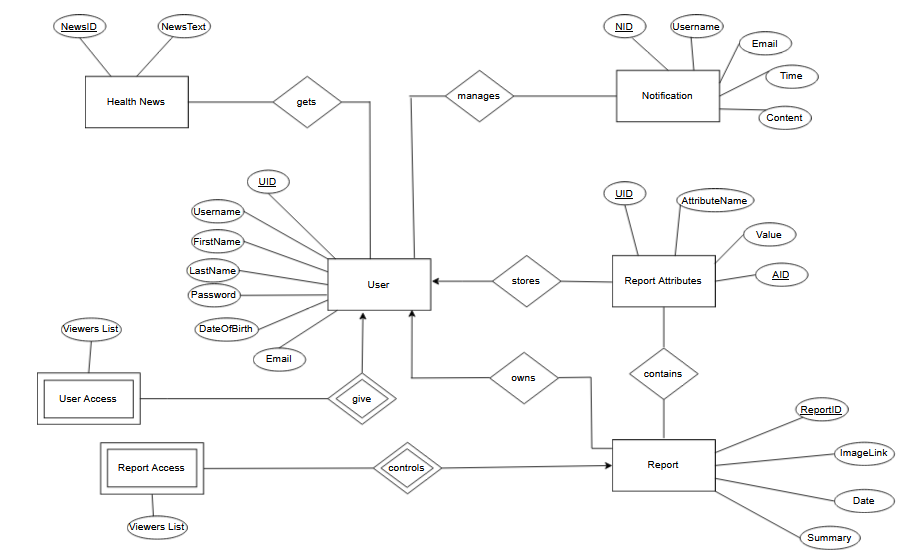 NewsID
NewsText
NID
Username
Email
Time
Content
Health News
gets
manages
Notification
UID
Username
FirstName
LastName
Password
DateOfBirth
Email
User
stores
UID
AttributeName
Value
AID
Report Attributes
Viewers List
User Access
give
owns
contains
Report Access
Viewers List
controls
Report
ReportID
ImageLink
Date
Summary